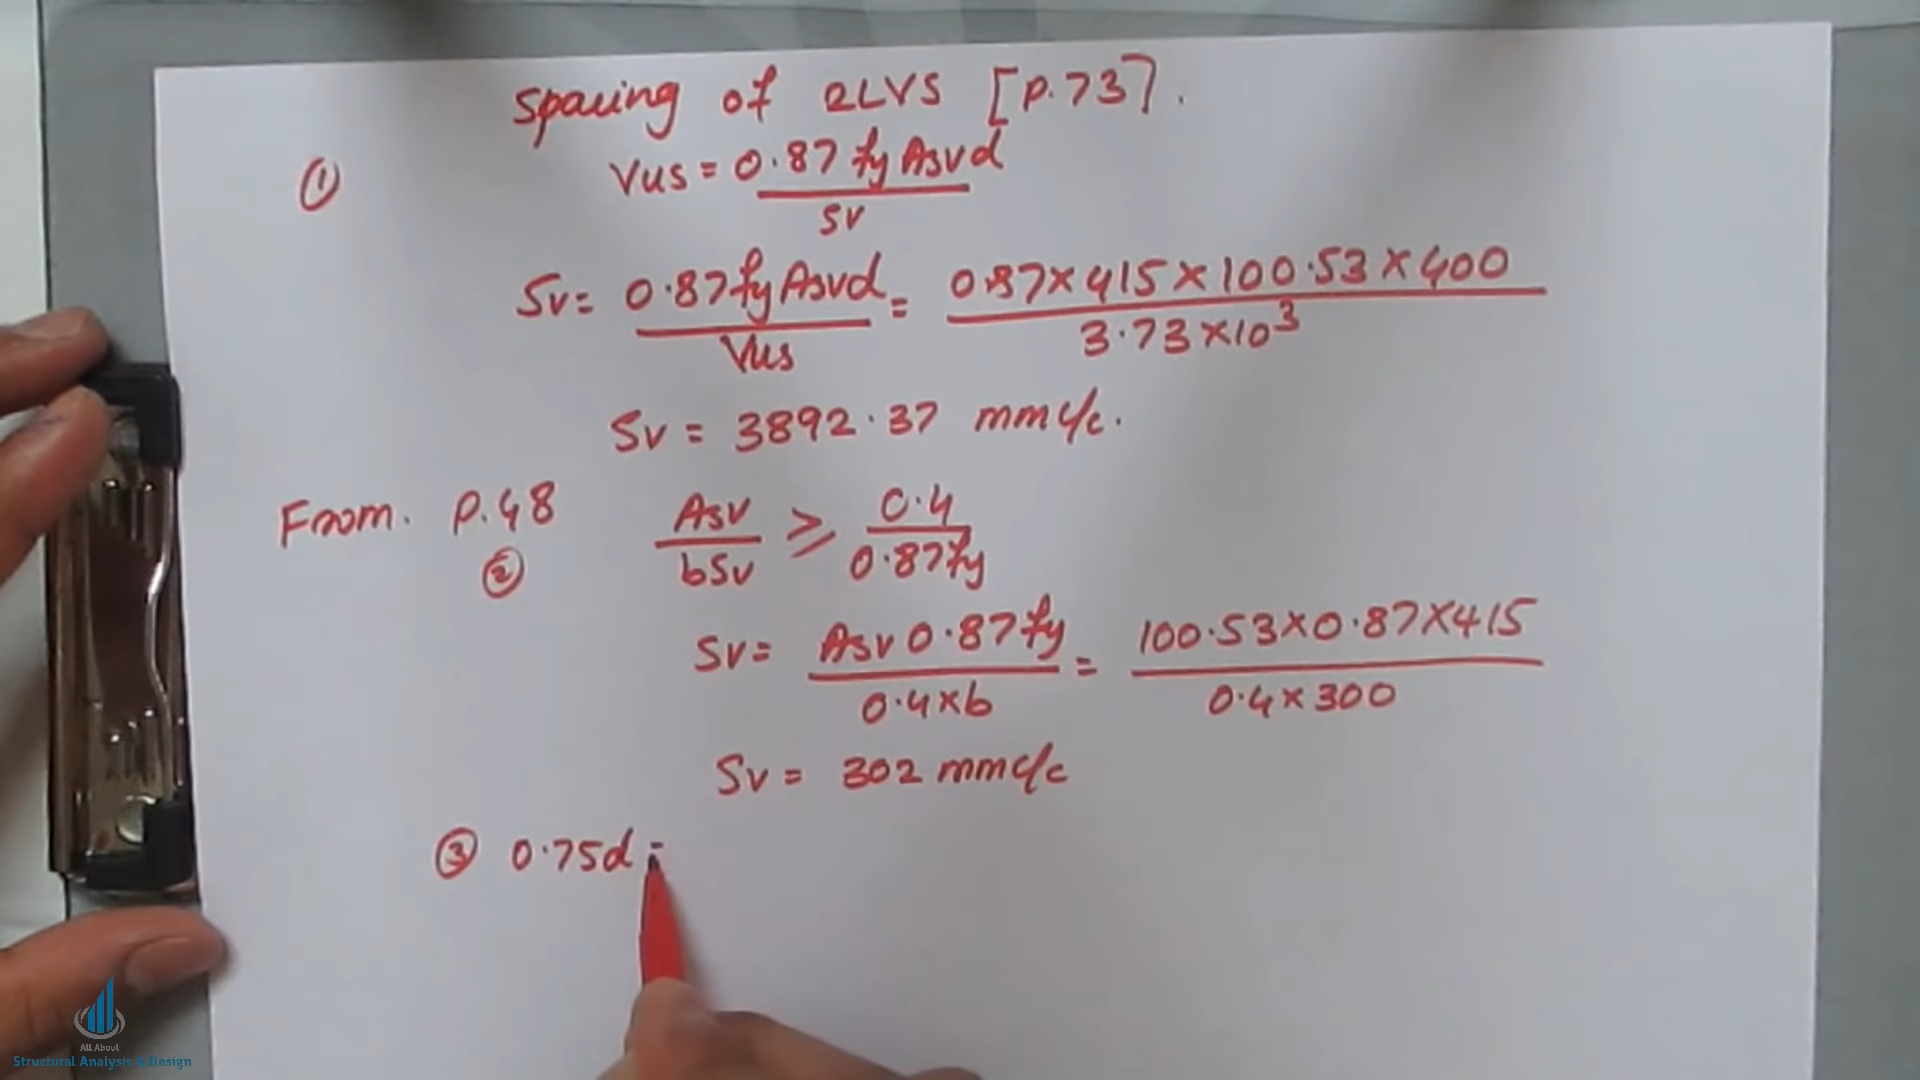 Spacing of 2LVS [P.73].
① Vus = 0.87 fy Asv d / Sv
Sv = 0.87 fy Asv d / Vus = 0.87 × 415 × 100.53 × 400 / 3.73 × 10³
Sv = 3892.37 mm c/c.
From. P.48 ② Asv / bSv ≥ 0.4 / 0.87fy
Sv = Asv 0.87 fy / 0.4 × b = 100.53 × 0.87 × 415 / 0.4 × 300
Sv = 302 mm c/c
③ 0.75d =
All About
Structural Analysis & Design